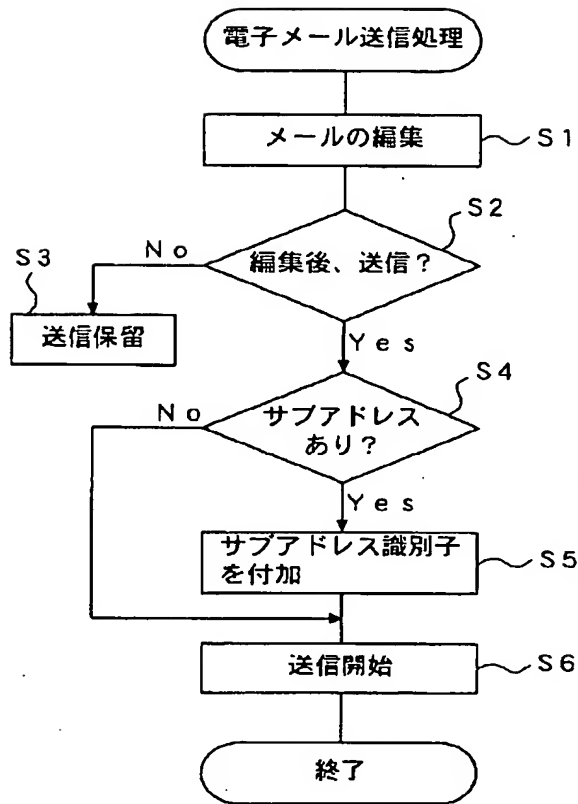 電子メール送信処理
メールの編集
S1
S2
編集後、送信？
No
S3
送信保留
Yes
S4
No
サブアドレス
あり？
Yes
サブアドレス識別子
を付加
S5
送信開始
S6
終了